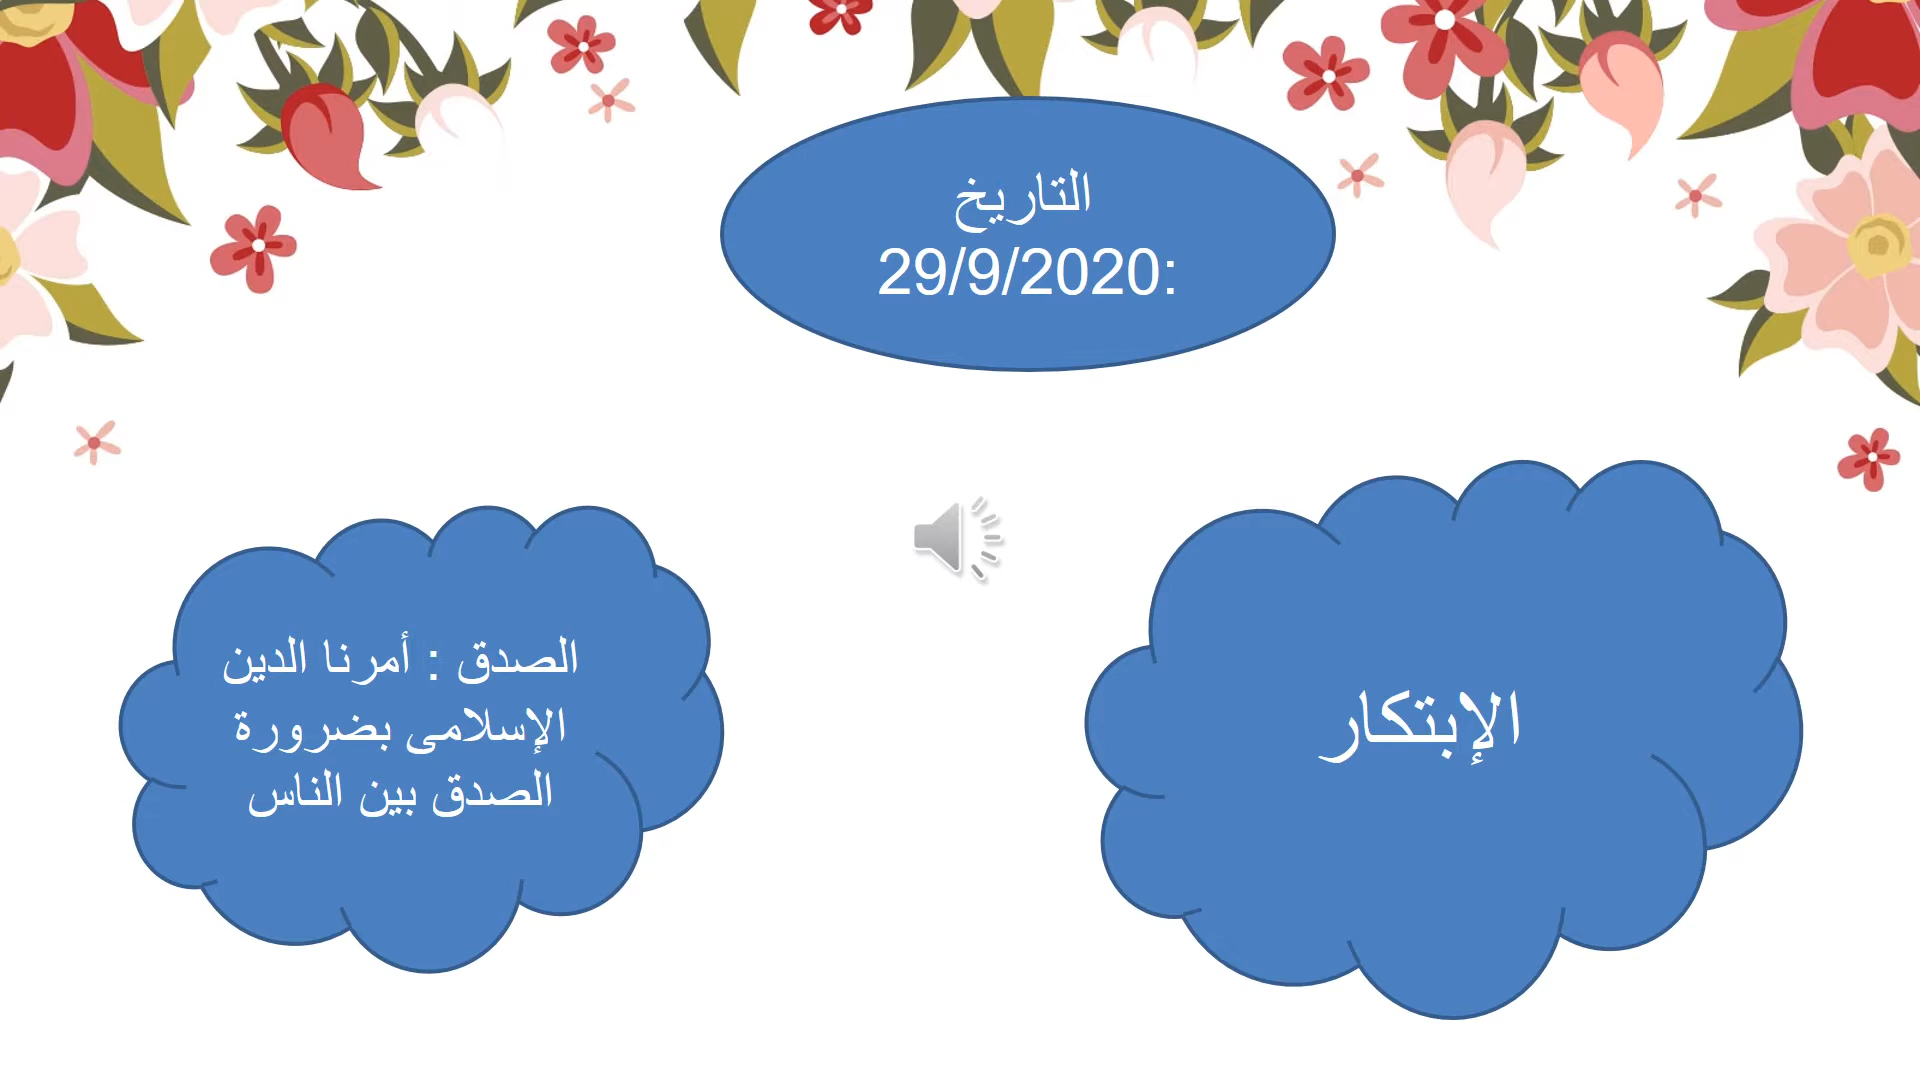 التاريخ
29/9/2020:
الإبتكار
الصدق : أمرنا الدين
الإسلامى بضرورة
الصدق بين الناس